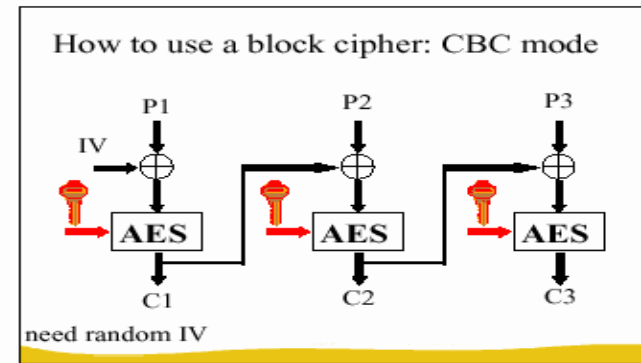 How to use a block cipher: CBC mode
P1 P2 P3
IV
AES AES AES
C1 C2 C3
need random IV